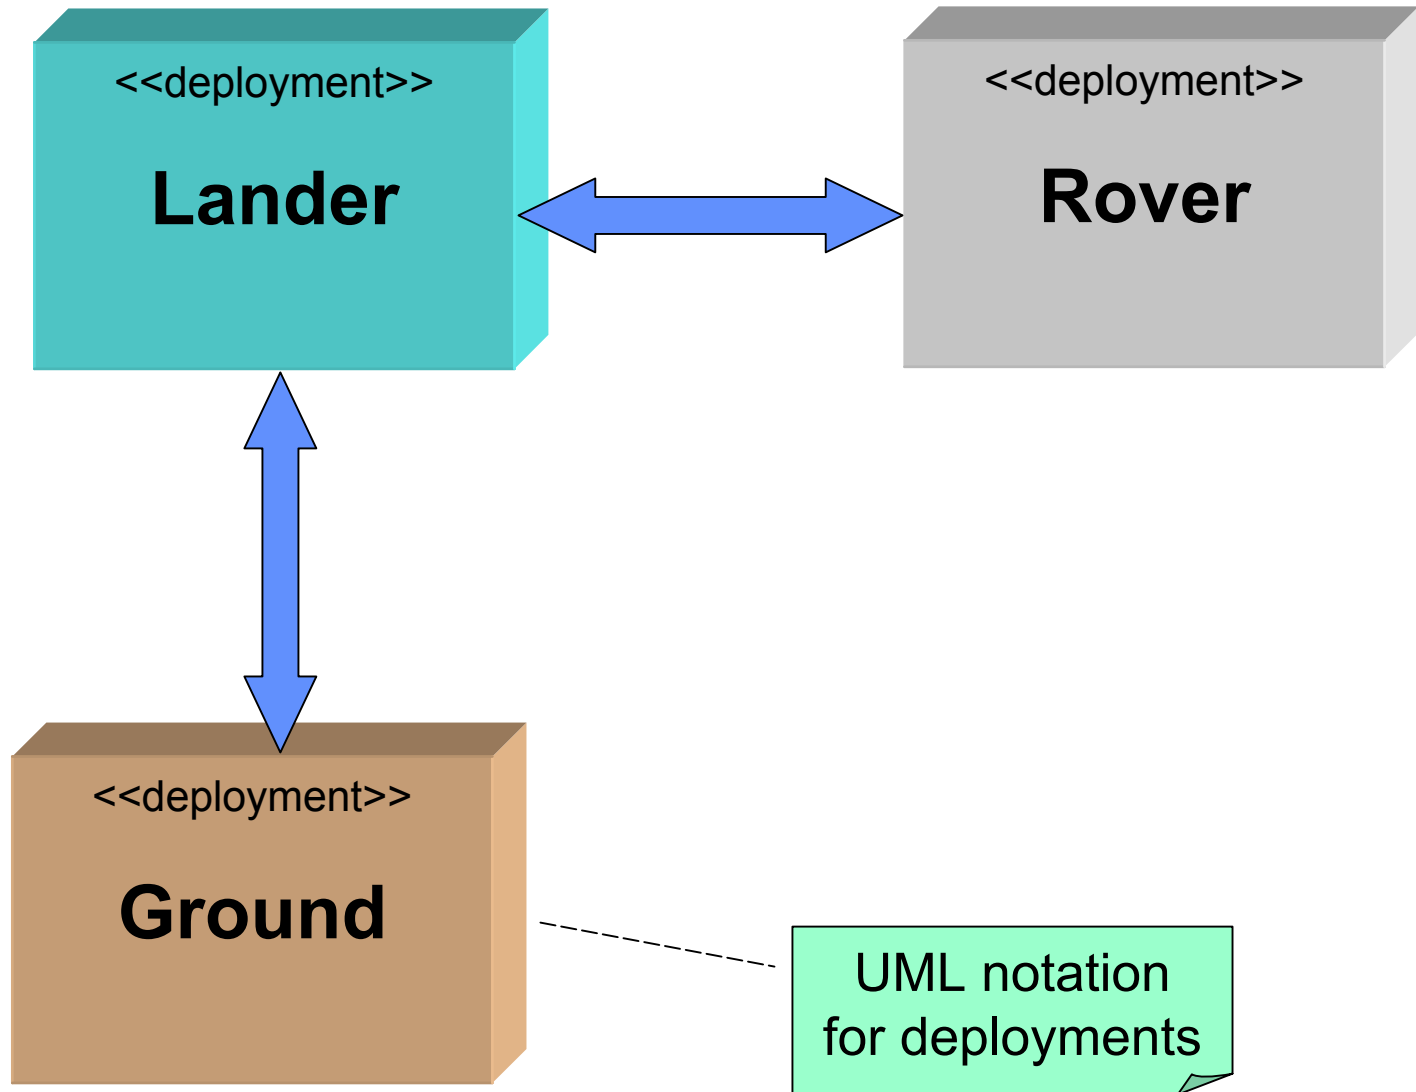 <<deployment>>
Lander
<<deployment>>
Rover
<<deployment>>
Ground
UML notation
for deployments